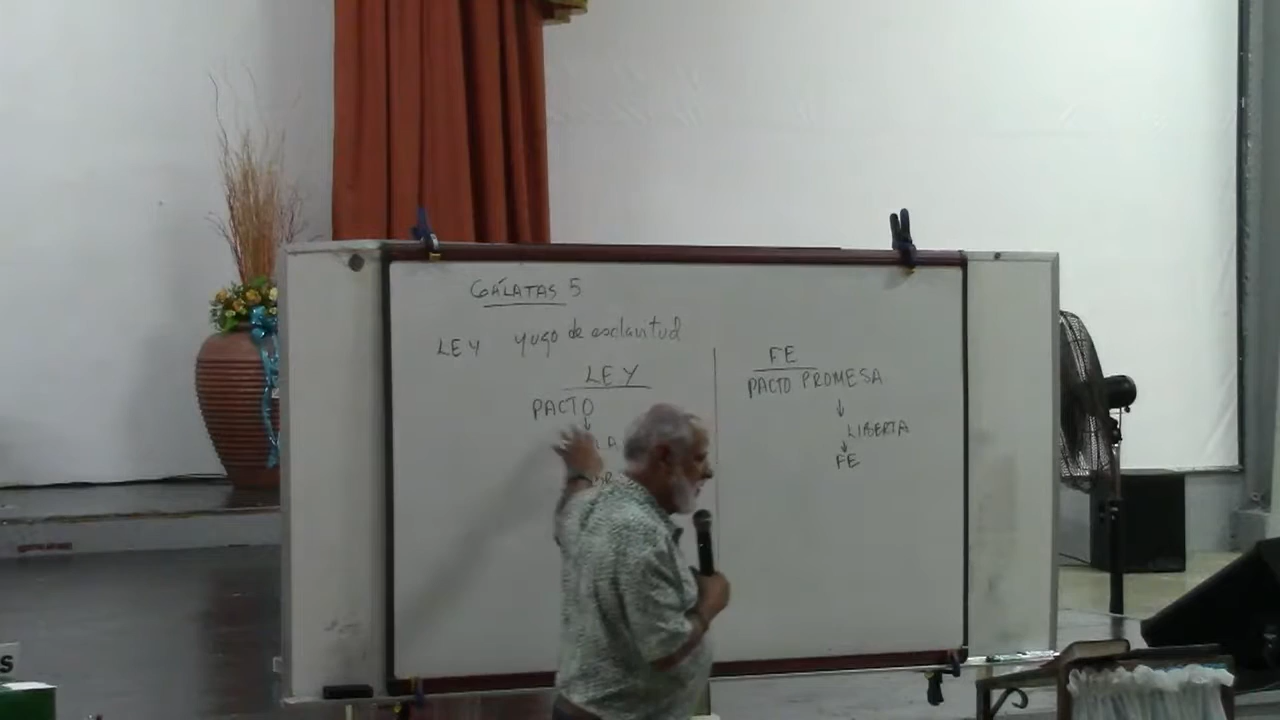 GÁLATAS 5
LEY yugo de esclavitud
LEY
PACTO
FE
PACTO PROMESA
LIBERTA
FE